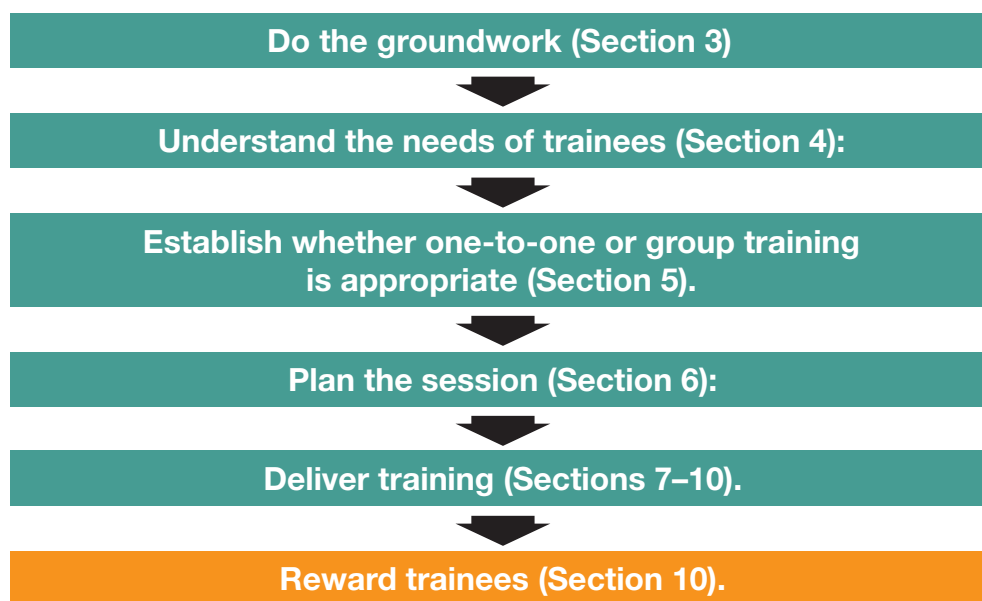 Do the groundwork (Section 3)
Understand the needs of trainees (Section 4):
Establish whether one-to-one or group training
is appropriate (Section 5).
Plan the session (Section 6):
Deliver training (Sections 7–10).
Reward trainees (Section 10).